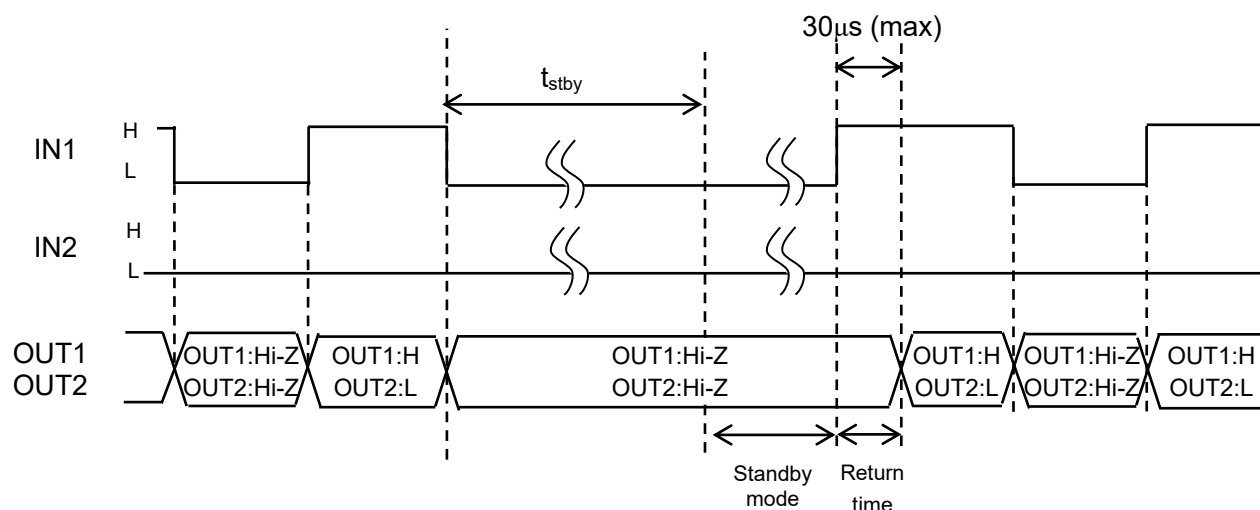 30μs (max)
tstby
IN1
H
L
IN2
H
L
OUT1
OUT2
OUT1:Hi-Z
OUT2:Hi-Z
OUT1:H
OUT2:L
OUT1:Hi-Z
OUT2:Hi-Z
OUT1:H
OUT2:L
OUT1:Hi-Z
OUT2:Hi-Z
OUT1:H
OUT2:L
Standby
mode
Return
time